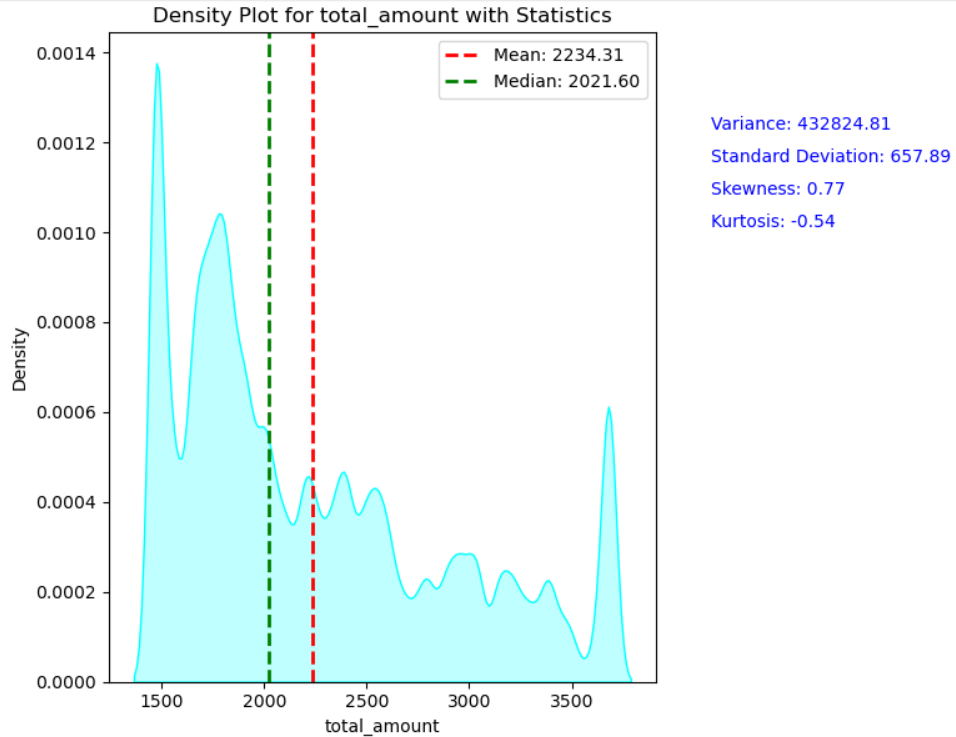 Density Plot for total_amount with Statistics
Mean: 2234.31
Median: 2021.60
Variance: 432824.81
Standard Deviation: 657.89
Skewness: 0.77
Kurtosis: -0.54
Density
0.0014
0.0012
0.0010
0.0008
0.0006
0.0004
0.0002
0.0000
1500 2000 2500 3000 3500
total_amount